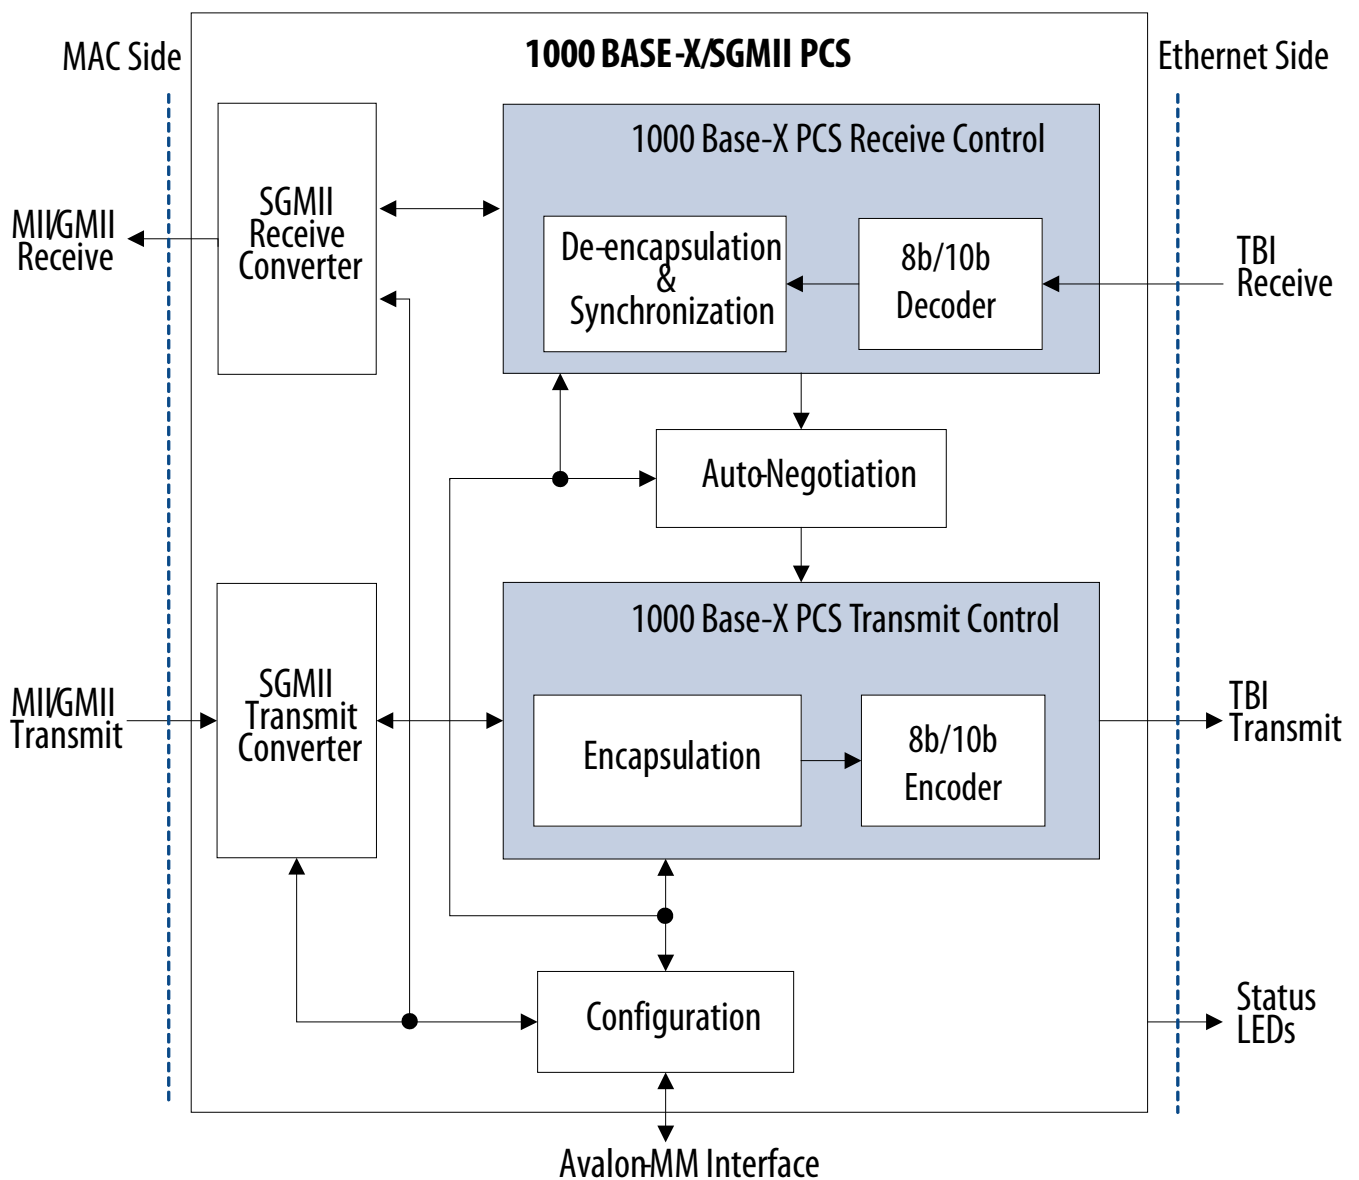 MAC Side
1000 BASE-X/SGMII PCS
Ethernet Side
1000 Base-X PCS Receive Control
SGMII
Receive
Converter
MII/GMII
Receive
De-encapsulation
&
Synchronization
8b/10b
Decoder
TBI
Receive
Auto-Negotiation
1000 Base-X PCS Transmit Control
SGMII
Transmit
Converter
MII/GMII
Transmit
Encapsulation
8b/10b
Encoder
TBI
Transmit
Configuration
Status
LEDs
Avalon-MM Interface